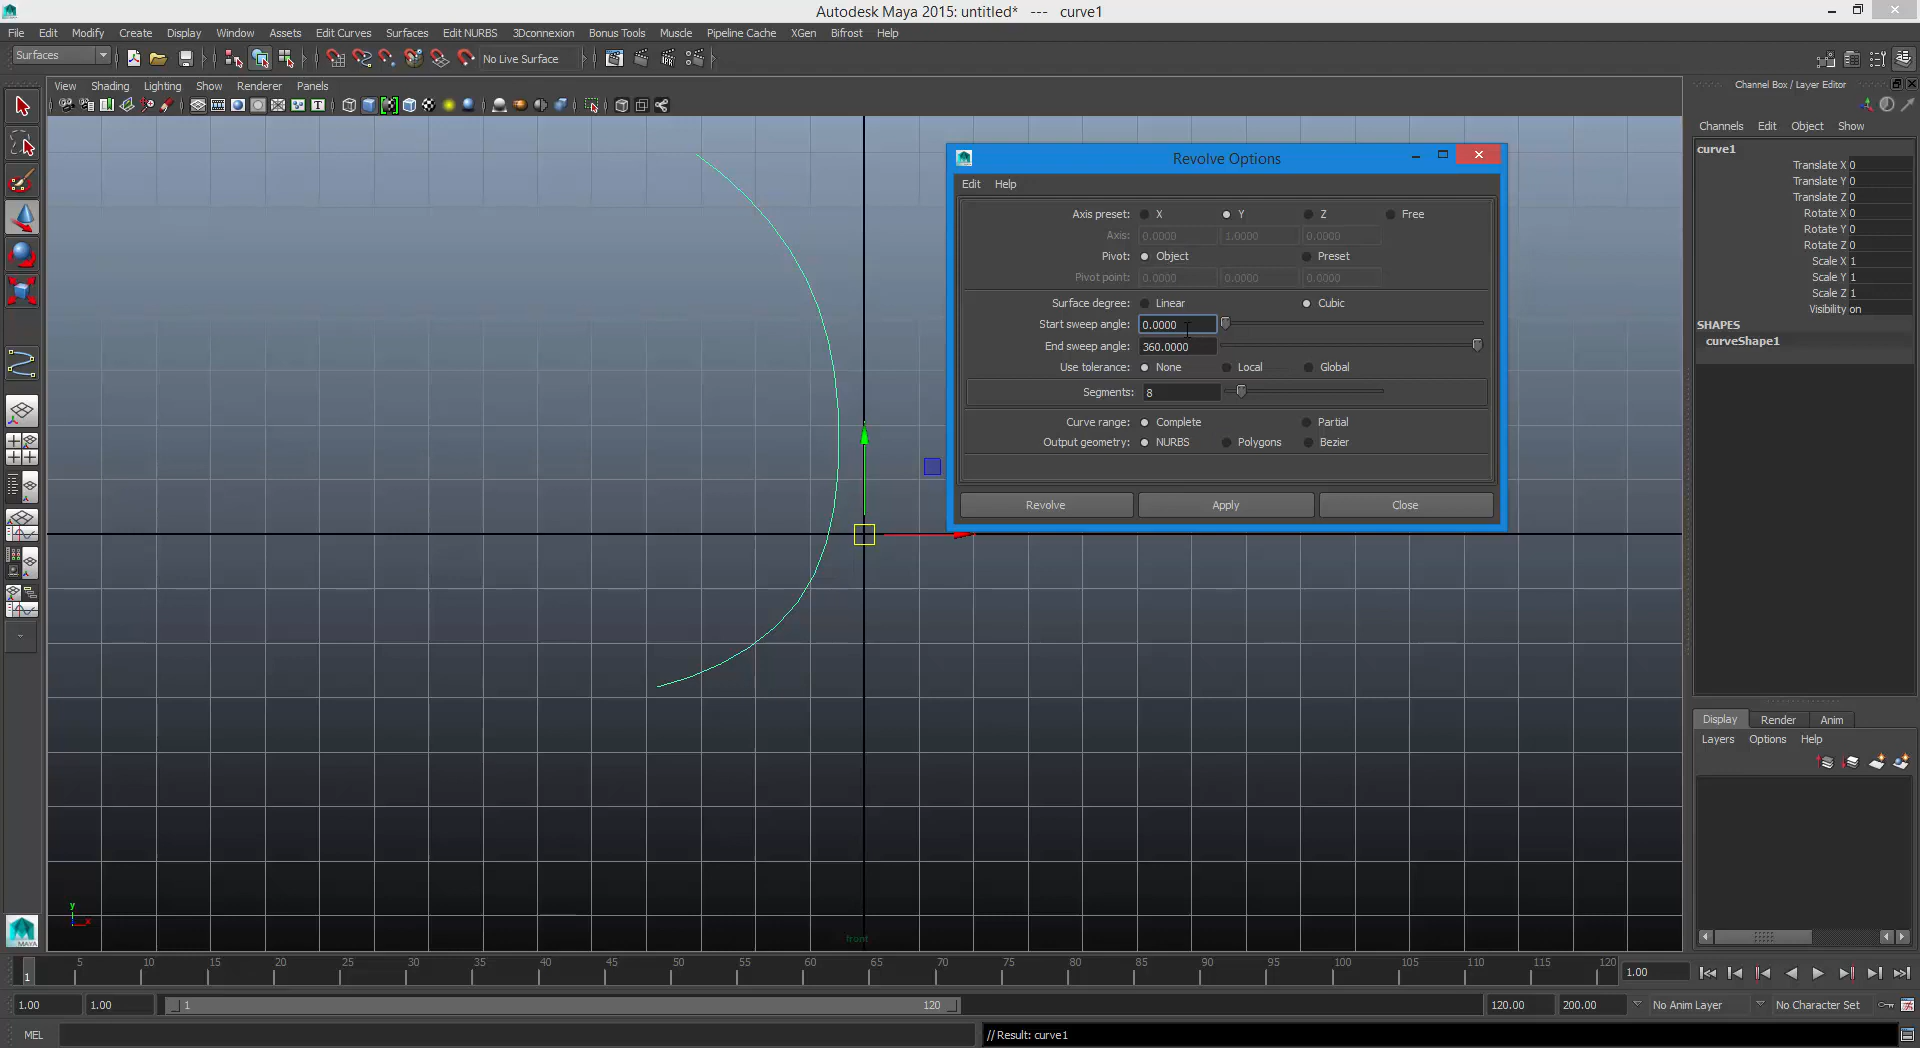 Autodesk Maya 2015: untitled* --- curve1
File Edit Modify Create Display Window Assets Edit Curves Surfaces Edit NURBS 3Dconnexion Bonus Tools Muscle Pipeline Cache XGen Bifrost Help
Surfaces
No Live Surface
View Shading Lighting Show Renderer Panels
Channel Box / Layer Editor
Channels Edit Object Show
curve1
Translate X 0
Translate Y 0
Translate Z 0
Rotate X 0
Rotate Y 0
Rotate Z 0
Scale X 1
Scale Y 1
Scale Z 1
Visibility on
SHAPES
curveShape1
Revolve Options
Edit Help
Axis preset: X Y Z Free
Axis: 0.0000 1.0000 0.0000
Pivot: Object Preset
Pivot point: 0.0000 0.0000 0.0000
Surface degree: Linear Cubic
Start sweep angle: 0.0000
End sweep angle: 360.0000
Use tolerance: None Local Global
Segments: 8
Curve range: Complete Partial
Output geometry: NURBS Polygons Bezier
Revolve Apply Close
Display Render Anim
Layers Options Help
y
x
front
MAYA
1 5 10 15 20 25 30 35 40 45 50 55 60 65 70 75 80 85 90 95 100 105 110 115 120
1.00
1.00 1.00 1 120 120.00 200.00 No Anim Layer No Character Set
MEL
// Result: curve1